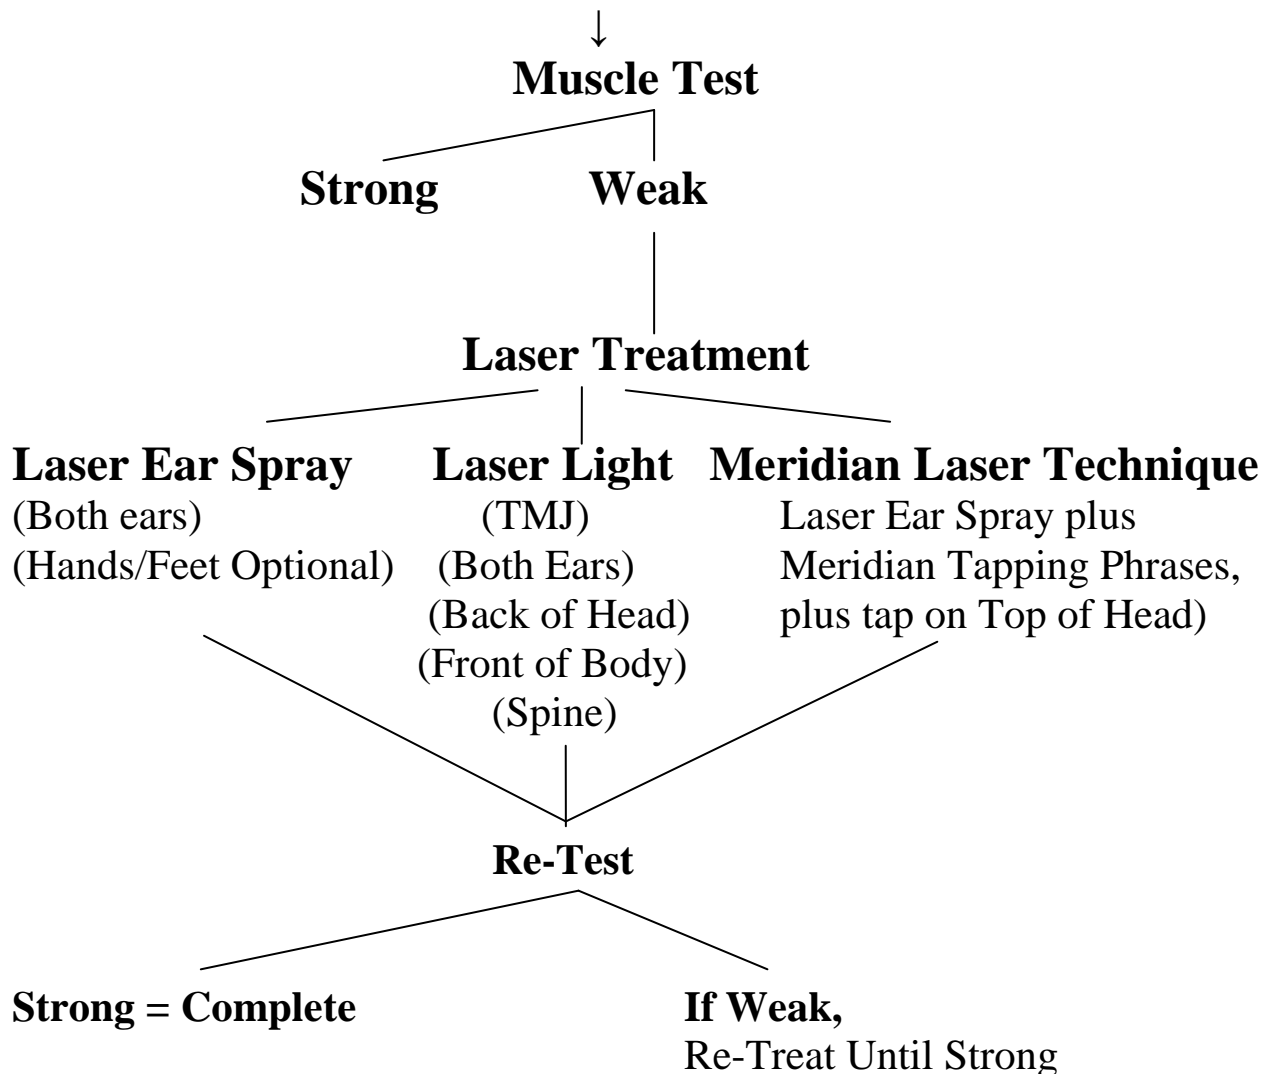 ↓
Muscle Test
Strong Weak
Laser Treatment
Laser Ear Spray Laser Light Meridian Laser Technique
(Both ears) (TMJ) Laser Ear Spray plus
(Hands/Feet Optional) (Both Ears) Meridian Tapping Phrases,
(Back of Head) plus tap on Top of Head)
(Front of Body)
(Spine)
Re-Test
Strong = Complete If Weak,
Re-Treat Until Strong